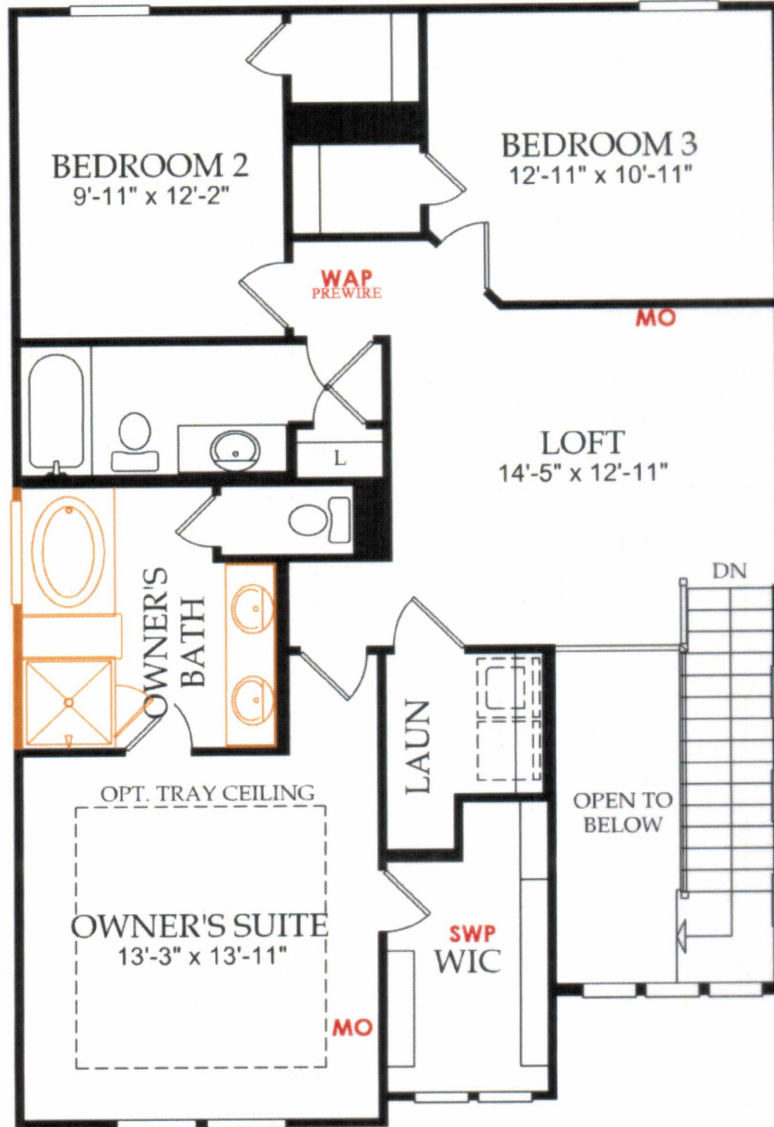 BEDROOM 2
9'-11" x 12'-2"
BEDROOM 3
12'-11" x 10'-11"
WAP
PREWIRE
MO
LOFT
14'-5" x 12'-11"
L
DN
OWNER'S
BATH
LAUN
OPEN TO
BELOW
OPT. TRAY CEILING
OWNER'S SUITE
13'-3" x 13'-11"
SWP
WIC
MO